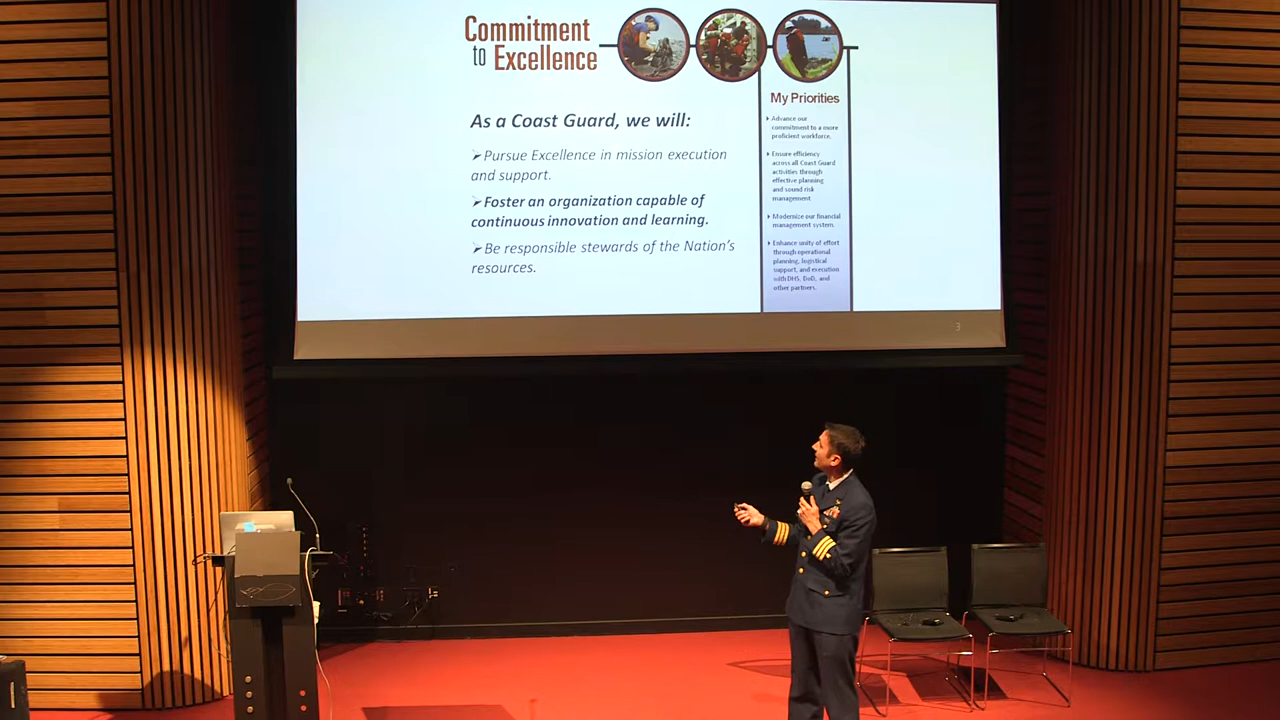 Commitment
to Excellence
As a Coast Guard, we will:
➤Pursue Excellence in mission execution
and support.
➤Foster an organization capable of
continuous innovation and learning.
➤Be responsible stewards of the Nation's
resources.
My Priorities
Advance our
commitment to a more
proficient workforce.
Ensure efficiency
across all Coast Guard
activities through
effective planning
and sound risk
management
Modernize our financial
management system.
Enhance unity of effort
through operational
planning, logistical
support, and execution
with DHS, DoD, and
other partners.
3